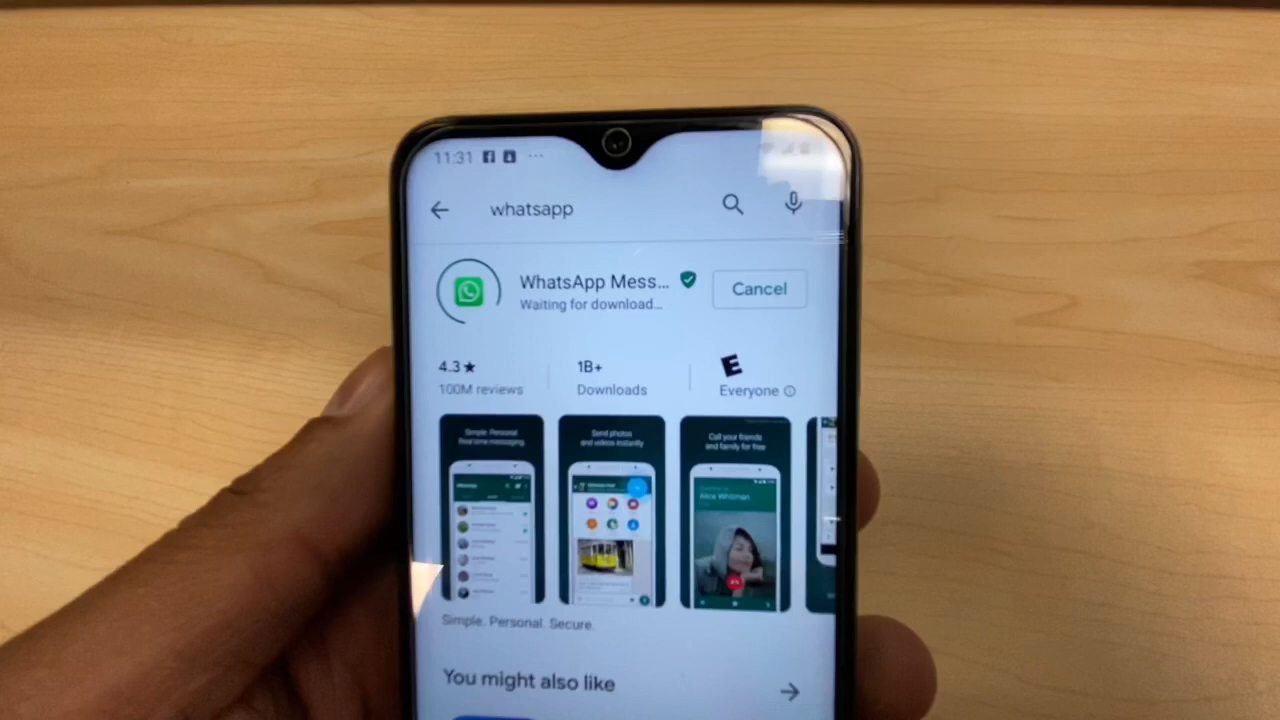 11:31
whatsapp
WhatsApp Mess...
Waiting for download...
Cancel
4.3★
100M reviews
1B+
Downloads
E
Everyone
Simple. Personal.
Real time messaging.
Send photos
and videos instantly
Call your friends
and family for free
WhatsApp
Alice Whitman
Simple. Personal. Secure.
You might also like